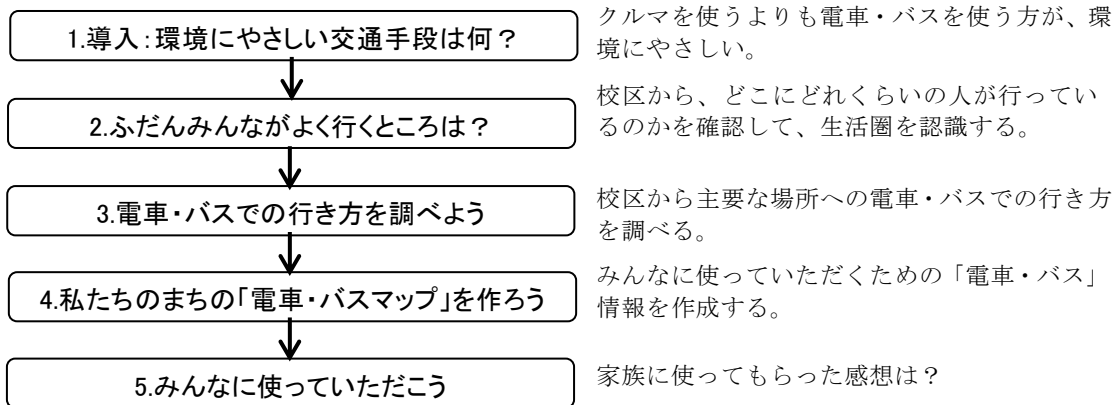 1.導入：環境にやさしい交通手段は何？
クルマを使うよりも電車・バスを使う方が、環
境にやさしい。
2.ふだんみんながよく行くところは？
校区から、どこにどれくらいの人が行ってい
るのかを確認して、生活圏を認識する。
3.電車・バスでの行き方を調べよう
校区から主要な場所への電車・バスでの行き方
を調べる。
4.私たちのまちの「電車・バスマップ」を作ろう
みんなに使っていただくための「電車・バス」
情報を作成する。
5.みんなに使っていただこう
家族に使ってもらった感想は？